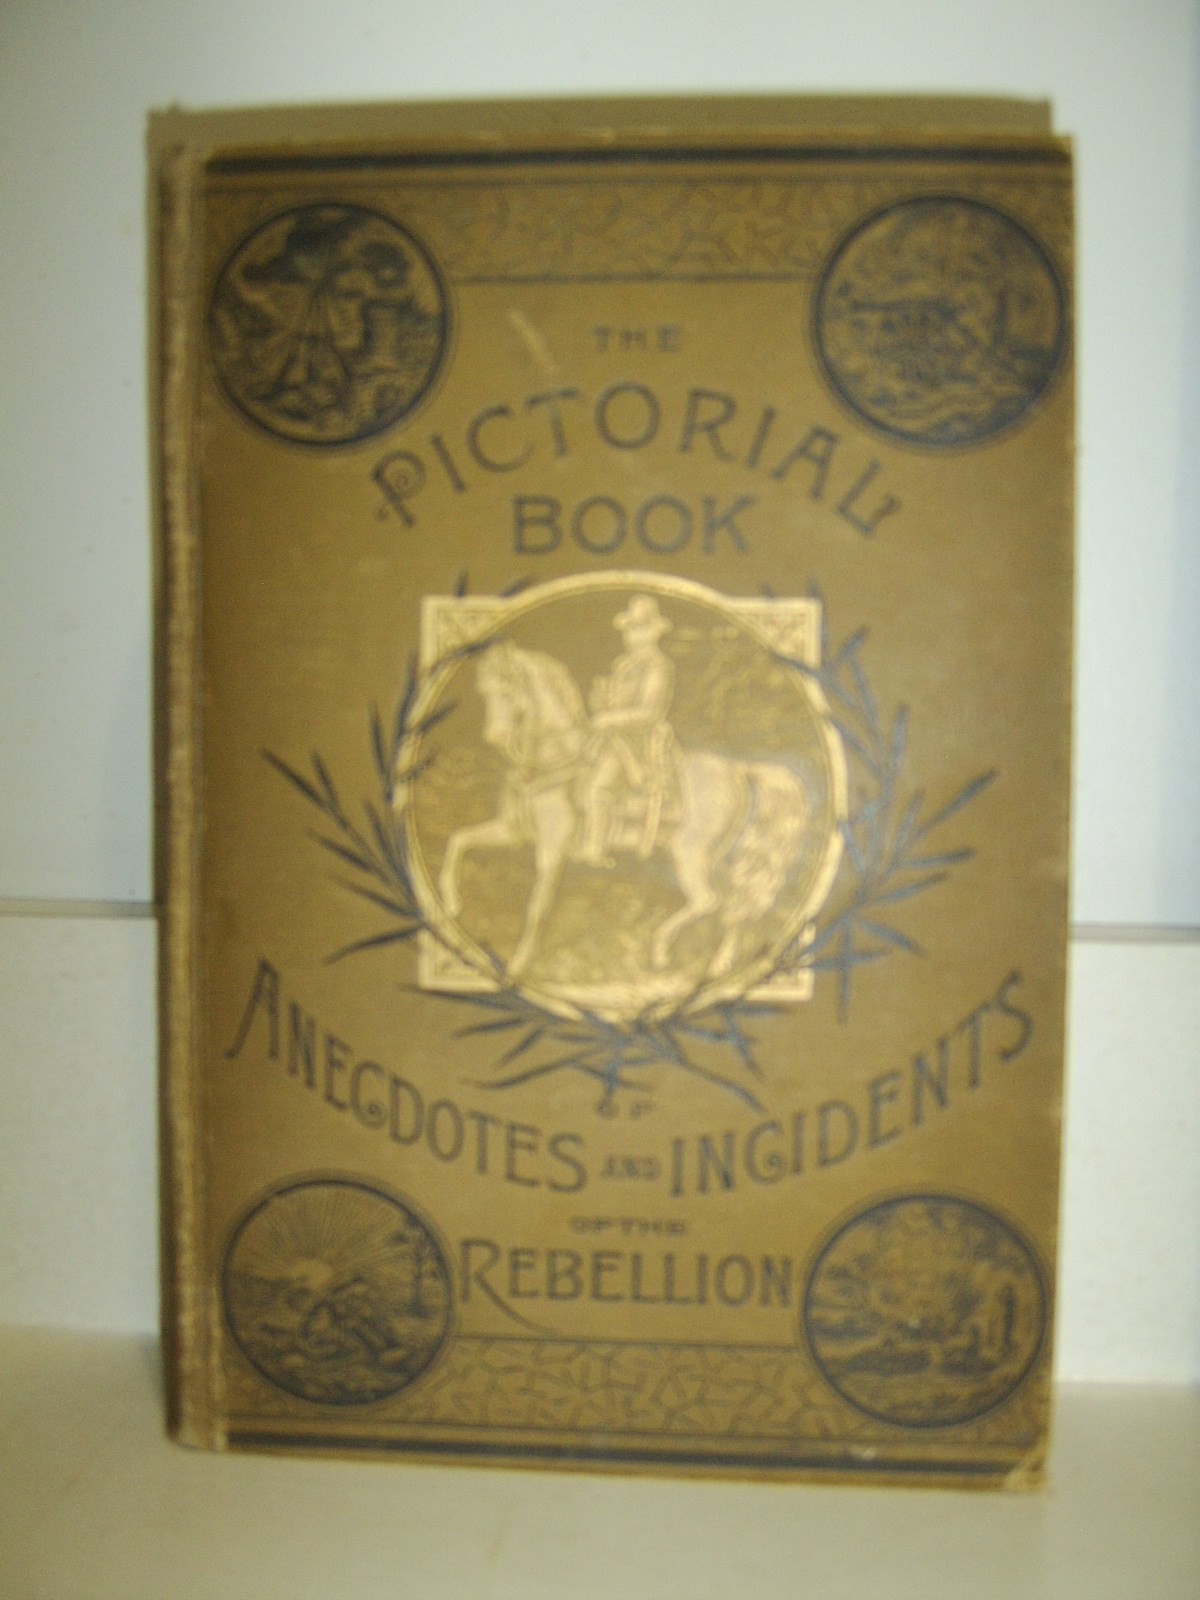 THE
PICTORIAL
BOOK
OF
ANECDOTES AND INCIDENTS
OF THE
REBELLION